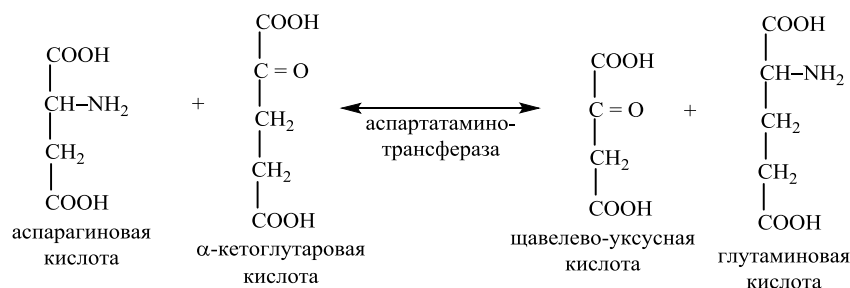 COOH
CH–NH₂
CH₂
COOH
аспарагиновая
кислота
+
COOH
C = O
CH₂
CH₂
COOH
α-кетоглутаровая
кислота
аспартатамино-
трансфераза
COOH
C = O
CH₂
COOH
щавелево-уксусная
кислота
+
COOH
CH–NH₂
CH₂
CH₂
COOH
глутаминовая
кислота